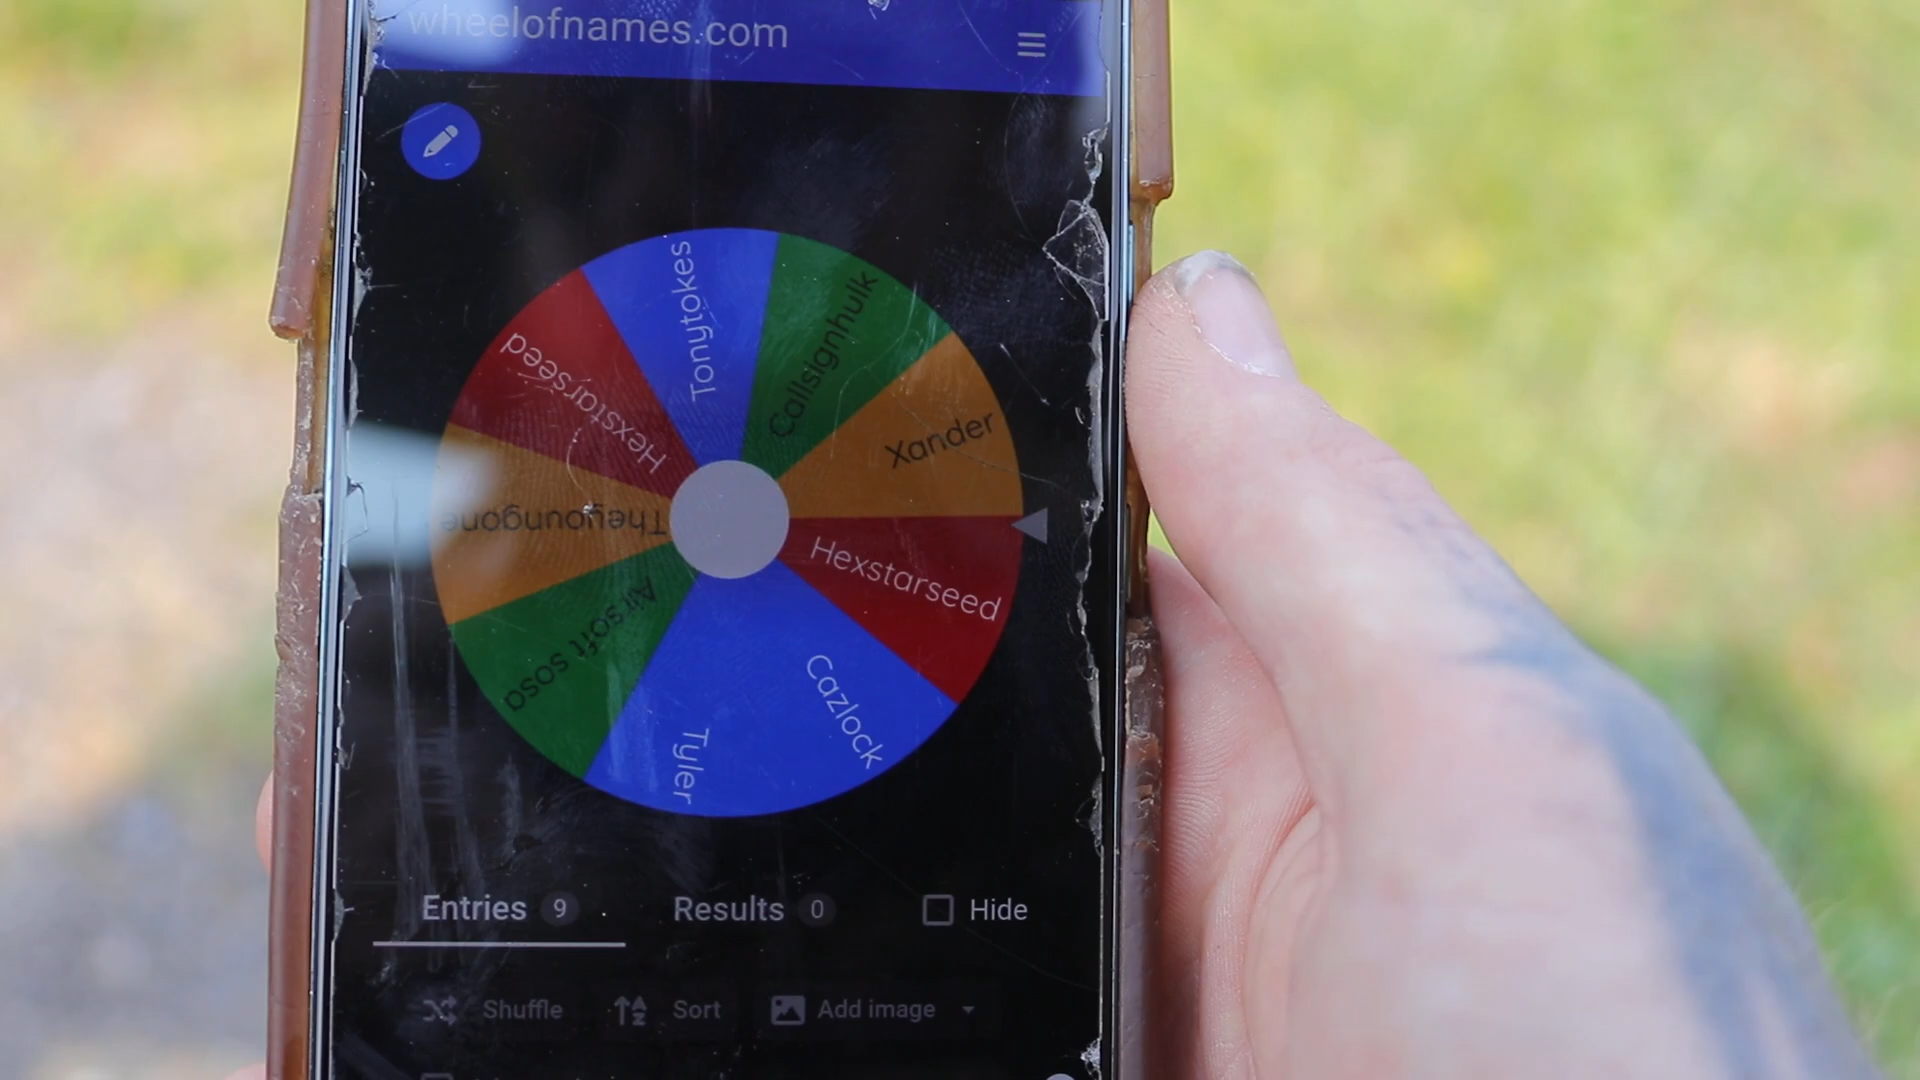 wheelofnames.com
Tonytokes
Callsignhulk
Xander
Hexstarseed
Cazlock
Tyler
Airsoft sosa
Theyoungone
Hexstarseed
Entries 9
Results 0
Hide
Shuffle
Sort
Add image